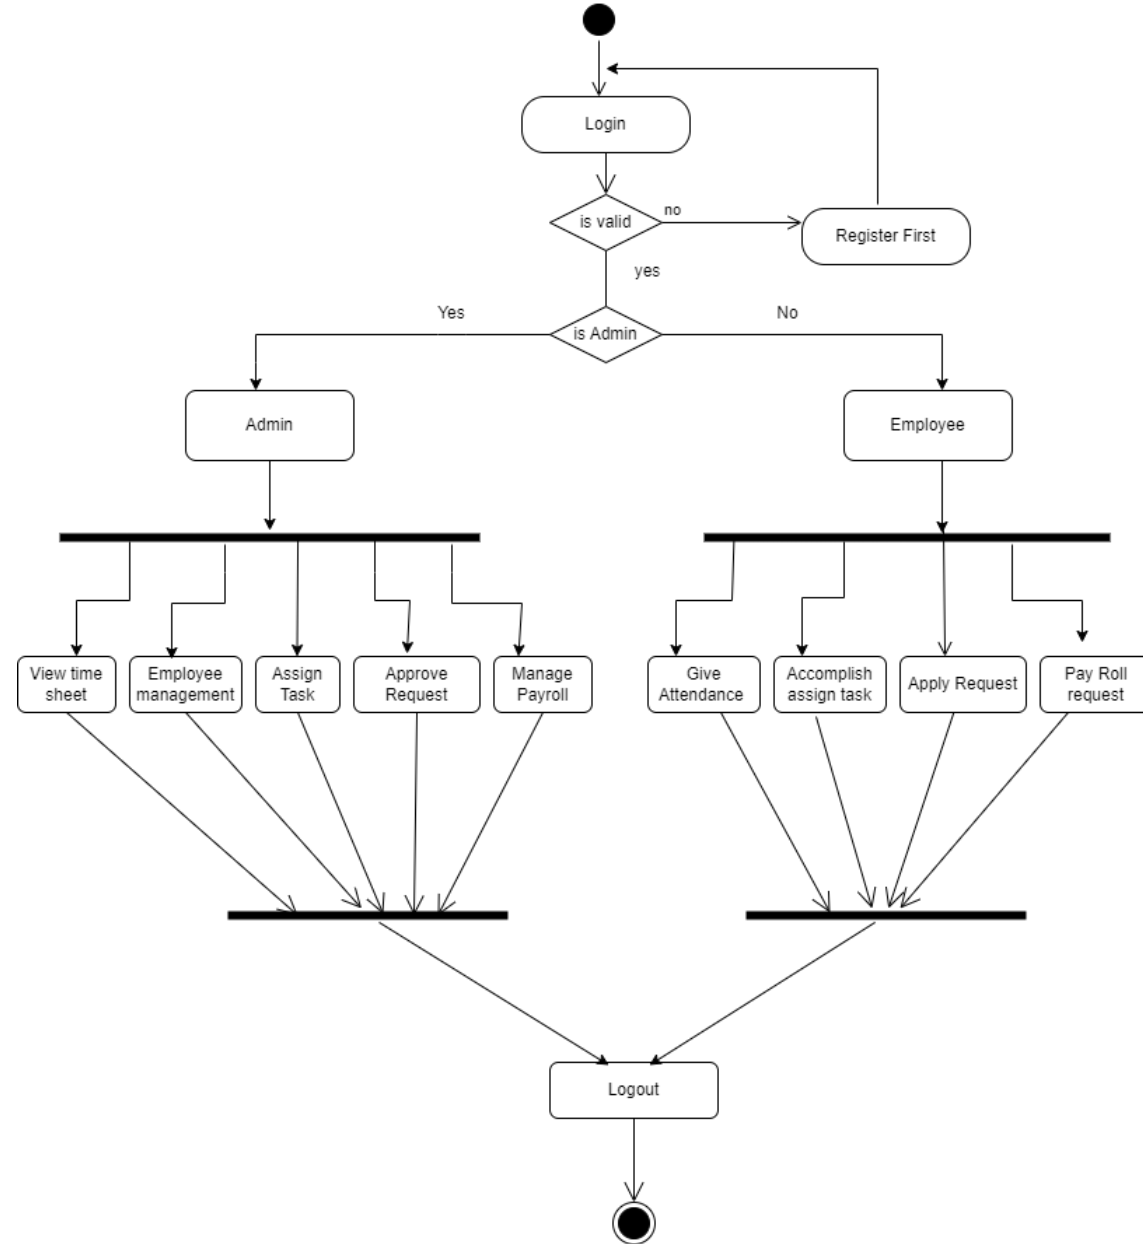 Login
is valid
no
Register First
yes
Yes
is Admin
No
Admin
Employee
View time
sheet
Employee
management
Assign
Task
Approve
Request
Manage
Payroll
Give
Attendance
Accomplish
assign task
Apply Request
Pay Roll
request
Logout